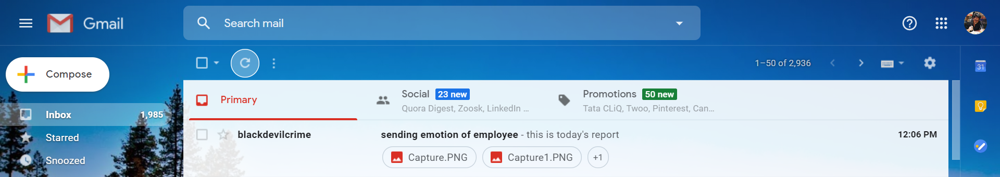 Gmail
Search mail
Compose
1–50 of 2,936
31
Primary
Social 23 new
Quora Digest, Zoosk, LinkedIn ...
Promotions 50 new
Tata CLiQ, Twoo, Pinterest, Can...
Inbox 1,985
Starred
Snoozed
blackdevilcrime sending emotion of employee - this is today's report 12:06 PM
Capture.PNG Capture1.PNG +1